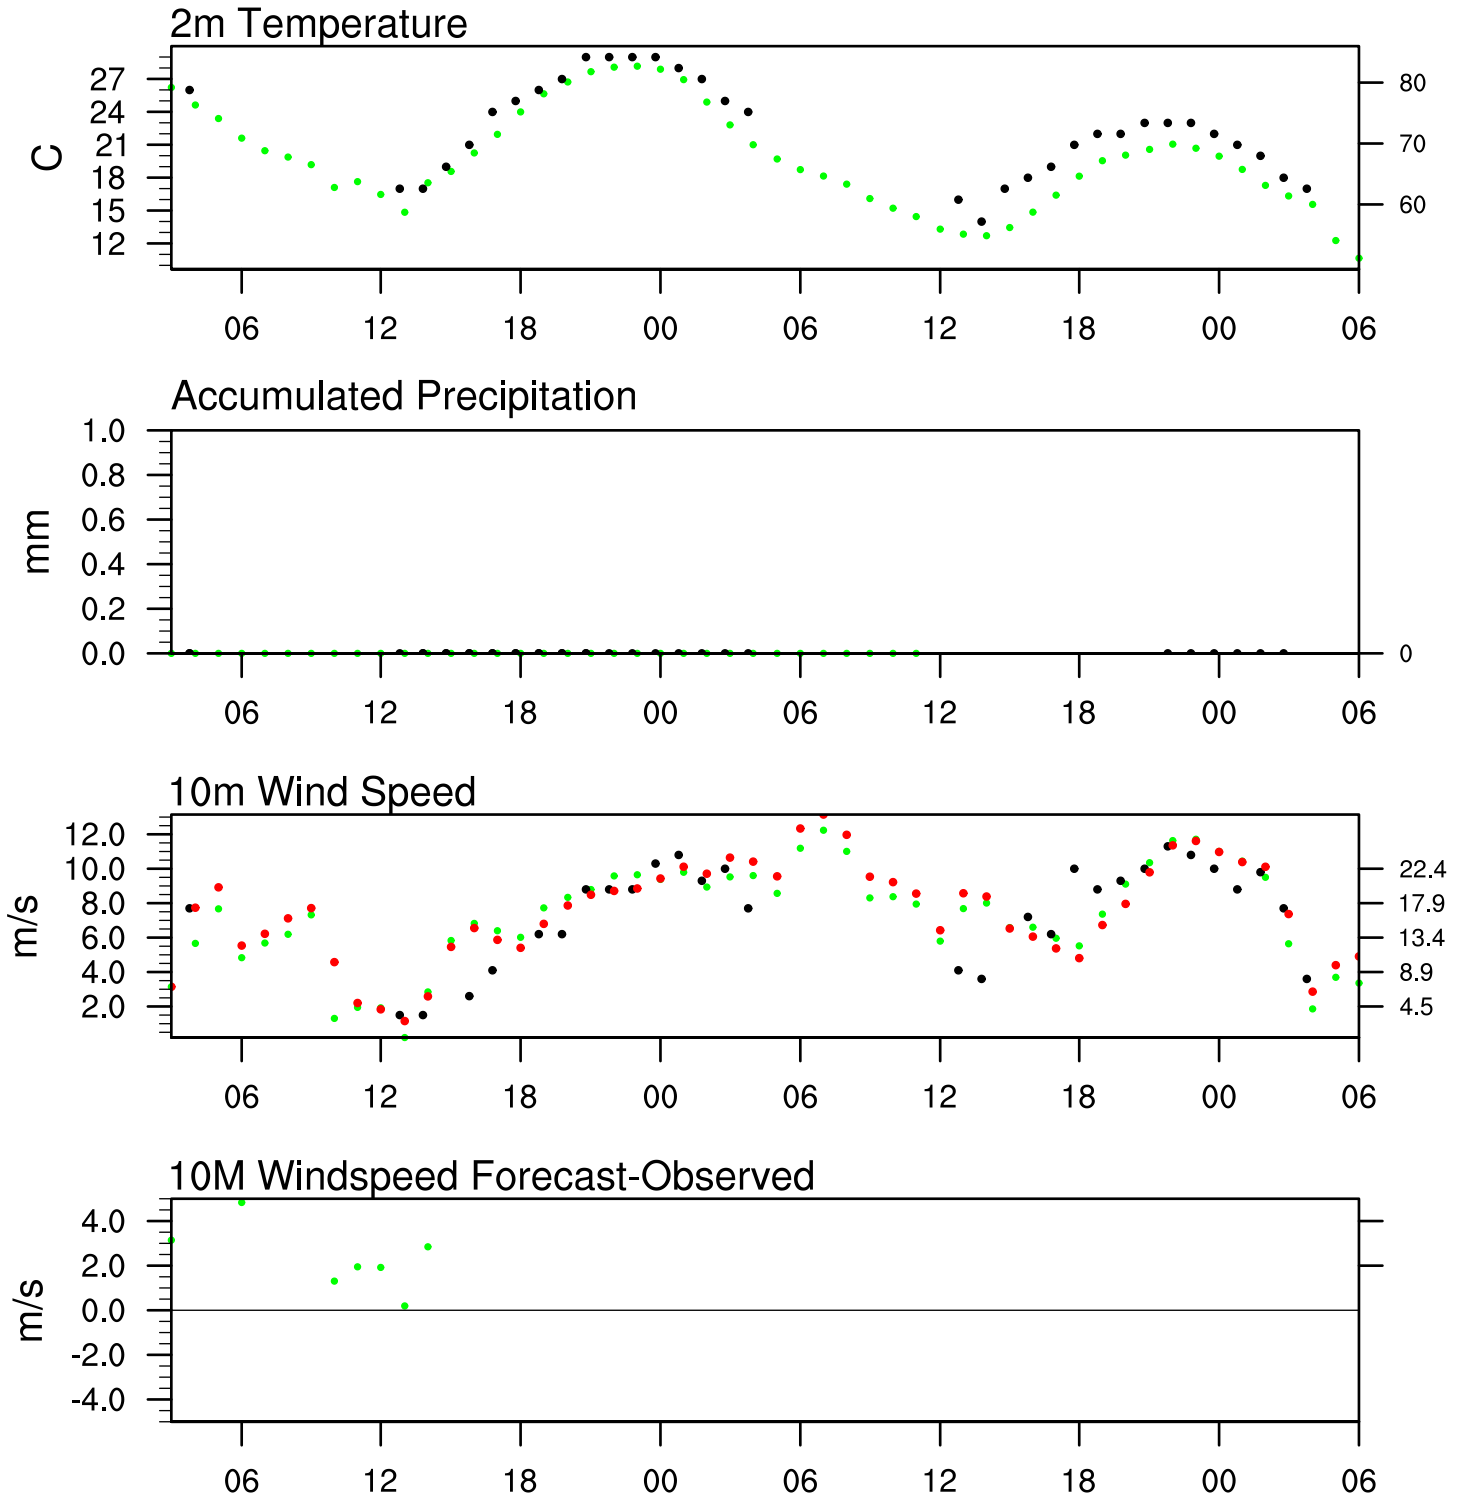 2m Temperature
27
24
21
18
15
12
C
80
70
60
06 12 18 00 06 12 18 00 06
Accumulated Precipitation
1.0
0.8
0.6
0.4
0.2
0.0
mm
0
06 12 18 00 06 12 18 00 06
10m Wind Speed
12.0
10.0
8.0
6.0
4.0
2.0
m/s
22.4
17.9
13.4
8.9
4.5
06 12 18 00 06 12 18 00 06
10M Windspeed Forecast-Observed
4.0
2.0
0.0
-2.0
-4.0
m/s
06 12 18 00 06 12 18 00 06